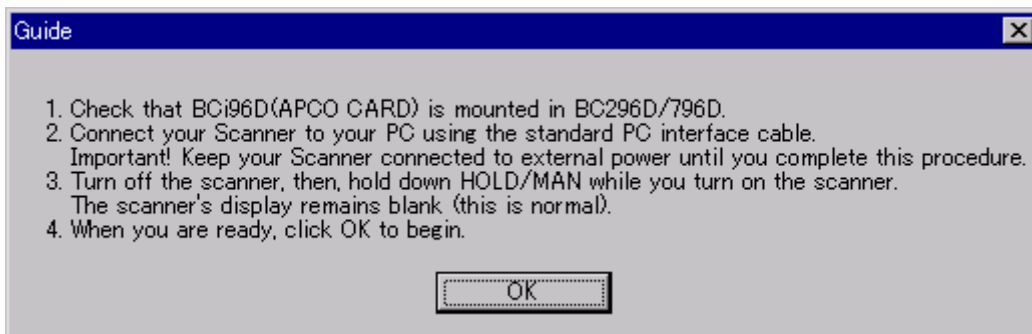 Guide
1. Check that BCi96D(APCO CARD) is mounted in BC296D/796D.
2. Connect your Scanner to your PC using the standard PC interface cable.
Important! Keep your Scanner connected to external power until you complete this procedure.
3. Turn off the scanner, then, hold down HOLD/MAN while you turn on the scanner.
The scanner's display remains blank (this is normal).
4. When you are ready, click OK to begin.
OK